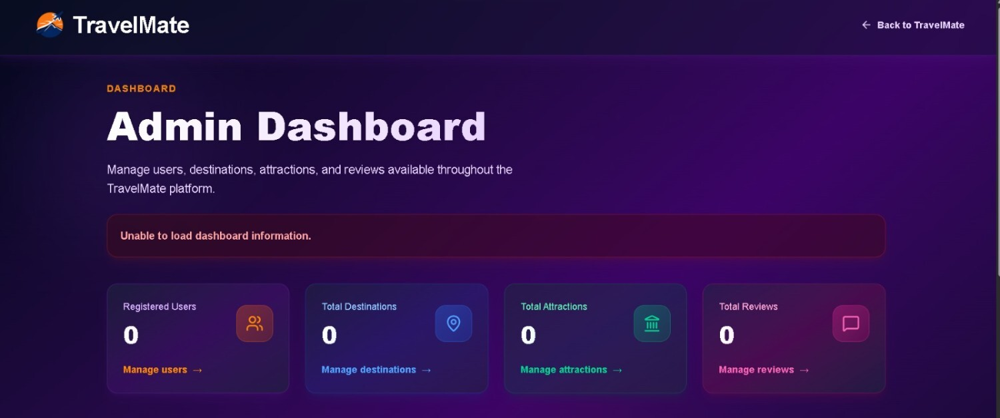 TravelMate
← Back to TravelMate
DASHBOARD
Admin Dashboard
Manage users, destinations, attractions, and reviews available throughout the
TravelMate platform.
Unable to load dashboard information.
Registered Users
0
Manage users →
Total Destinations
0
Manage destinations →
Total Attractions
0
Manage attractions →
Total Reviews
0
Manage reviews →